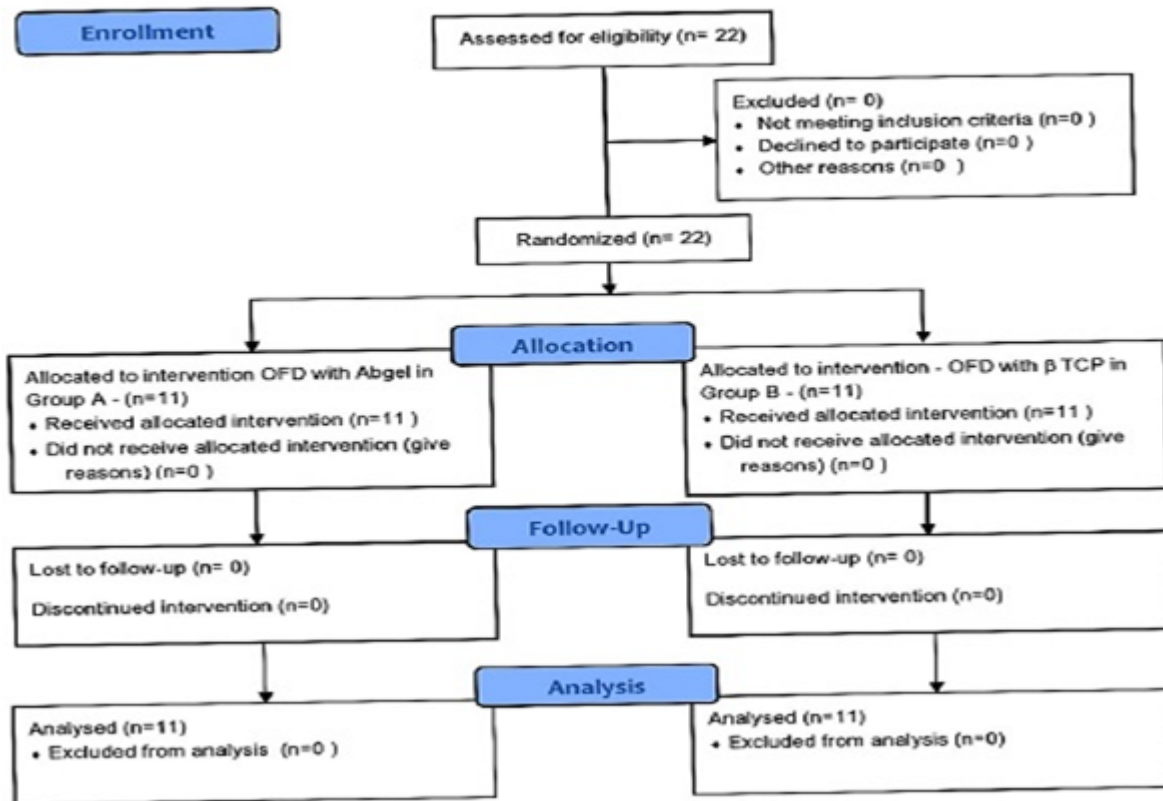 Enrollment
Assessed for eligibility (n= 22)
Excluded (n= 0)
• Not meeting inclusion criteria (n=0 )
• Declined to participate (n=0 )
• Other reasons (n=0 )
Randomized (n= 22)
Allocation
Allocated to intervention OFD with Abgel in
Group A - (n=11)
• Received allocated intervention (n=11 )
• Did not receive allocated intervention (give
reasons) (n=0 )
Allocated to intervention - OFD with β TCP in
Group B - (n=11)
• Received allocated intervention (n=11 )
• Did not receive allocated intervention (give
reasons) (n=0 )
Follow-Up
Lost to follow-up (n= 0)
Discontinued intervention (n=0)
Lost to follow-up (n= 0)
Discontinued intervention (n=0)
Analysis
Analysed (n=11)
• Excluded from analysis (n=0 )
Analysed (n=11)
• Excluded from analysis (n=0)